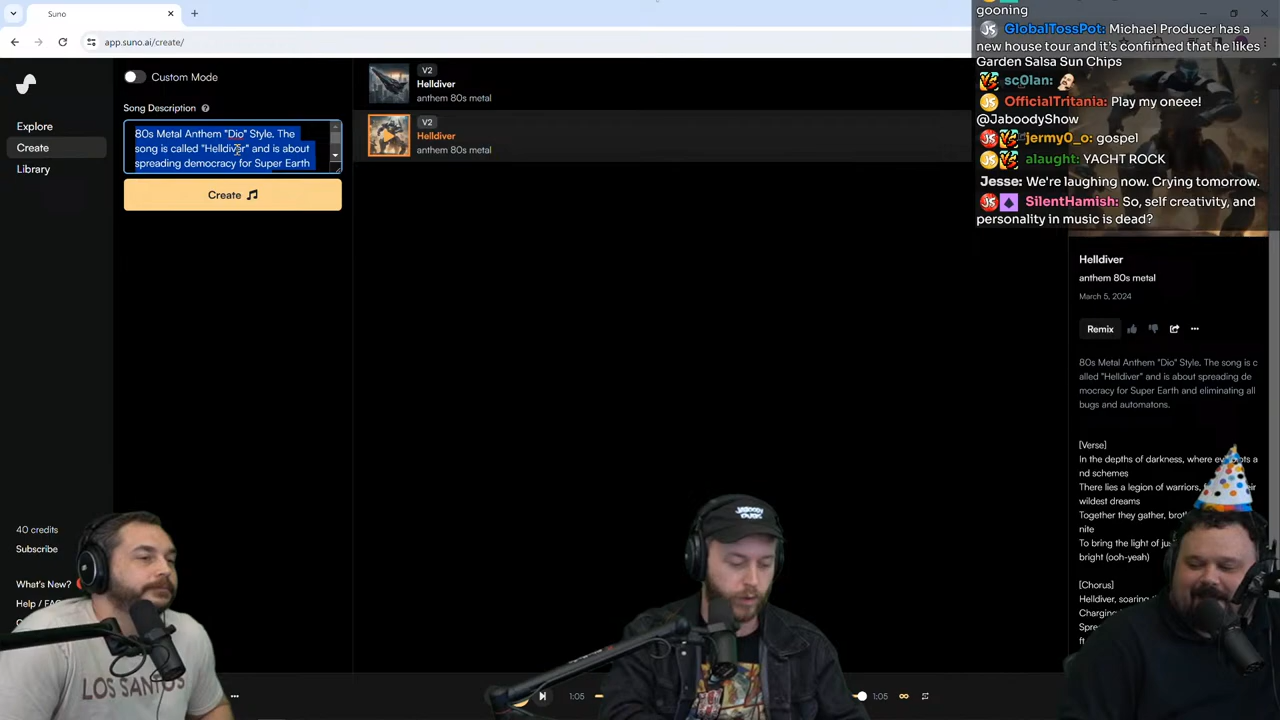 Suno
app.suno.ai/create/
Custom Mode
Song Description
80s Metal Anthem "Dio" Style. The
song is called "Helldiver" and is about
spreading democracy for Super Earth
Create
Explore
Create
Library
40 credits
Subscribe
What's New?
Help / FA
V2
Helldiver
anthem 80s metal
V2
Helldiver
anthem 80s metal
gooning
GlobalTossPot: Michael Producer has a
new house tour and it's confirmed that he likes
Garden Salsa Sun Chips
sc0lan:
OfficialTritania: Play my oneee!
@JaboodyShow
jermy0_o: gospel
alaught: YACHT ROCK
Jesse: We're laughing now. Crying tomorrow.
SilentHamish: So, self creativity, and
personality in music is dead?
Helldiver
anthem 80s metal
March 5, 2024
Remix
80s Metal Anthem "Dio" Style. The song is c
alled "Helldiver" and is about spreading de
mocracy for Super Earth and eliminating all
bugs and automatons.
[Verse]
In the depths of darkness, where
nd schemes
There lies a legion of warriors,
wildest dreams
Together they gather,
nite
To bring the light of
bright (ooh-yeah)
[Chorus]
Helldiver, soaring
Charging
1:05
1:05
LOS SANTOS